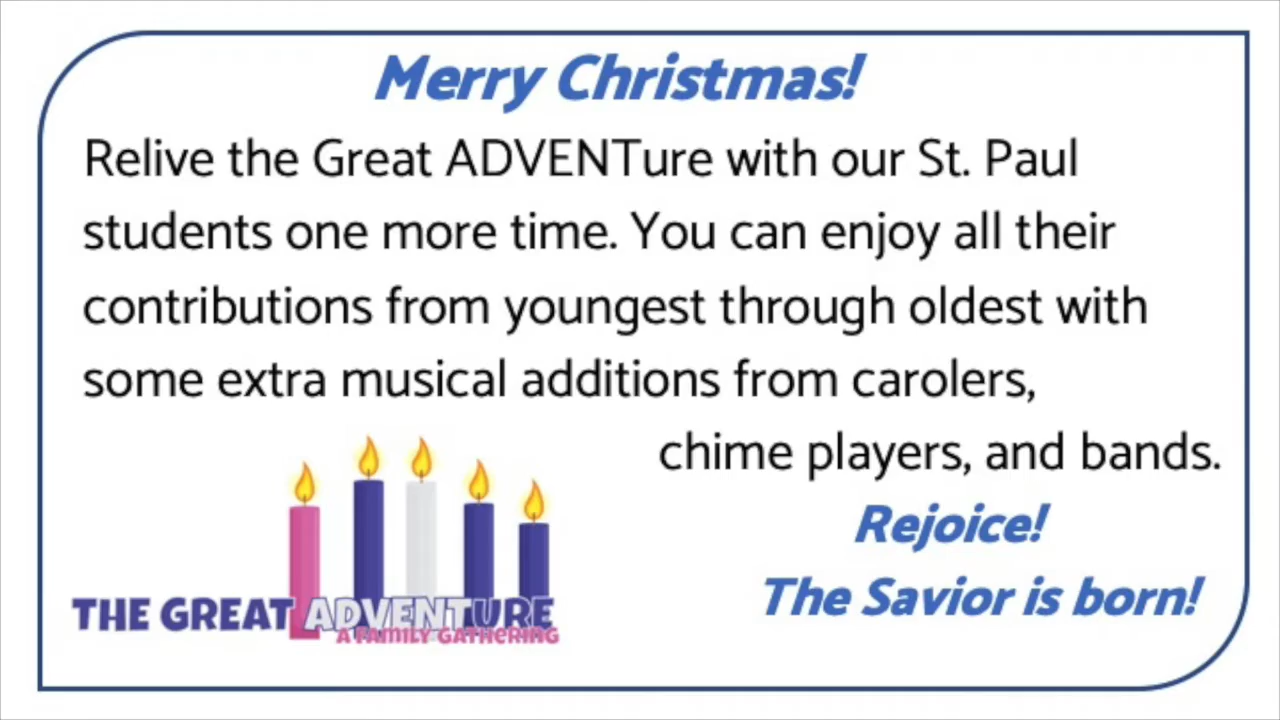 Merry Christmas!
Relive the Great ADVENTure with our St. Paul
students one more time. You can enjoy all their
contributions from youngest through oldest with
some extra musical additions from carolers,
chime players, and bands.
Rejoice!
The Savior is born!
THE GREAT ADVENTURE
A FAMILY GATHERING